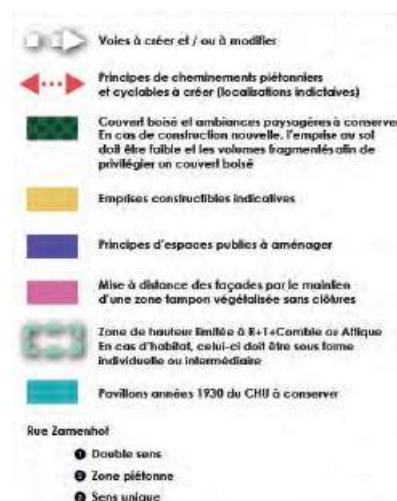 Voies à créer et / ou à modifier
Principes de cheminements piétonniers
et cyclables à créer (localisations indictaives)
Couvert boisé et ambiances paysagères à conserver
En cas de construction nouvelle, l'emprise au sol
doit être faible et les volumes fragmentés afin de
privilégier un couvert boisé
Emprises constructibles indicatives
Principes d'espaces publics à aménager
Mise à distance des façades par le maintien
d'une zone tampon végétalisée sans clôtures
Zone de hauteur limitée à R+1+Comble or Attique
En cas d'habitat, celui-ci doit être sous forme
individuelle ou intermédiaire
Pavillons années 1930 du CHU à conserver
Rue Zamenhof
1 Double sens
2 Zone piétonne
3 Sens unique